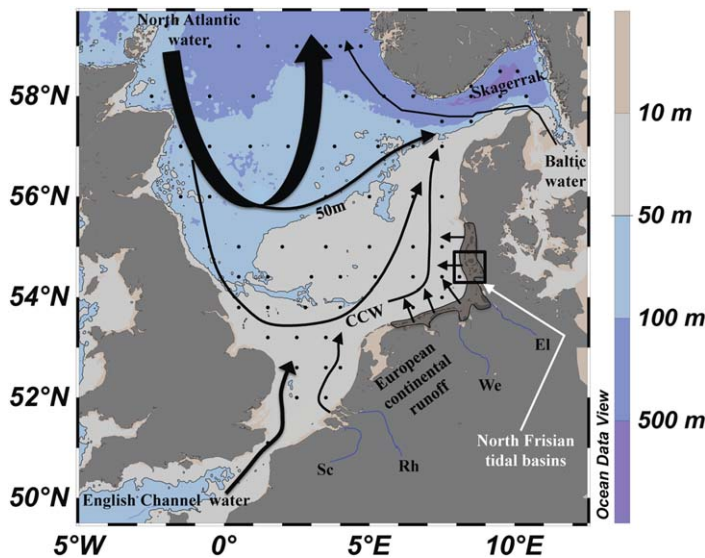 North Atlantic
water
58°N
56°N
54°N
52°N
50°N
5°W
0°
5°E
10°E
Skagerrak
Baltic
water
50m
CCW
European
continental
runoff
El
We
Rh
Sc
North Frisian
tidal basins
English Channel water
10 m
50 m
100 m
500 m
Ocean Data View